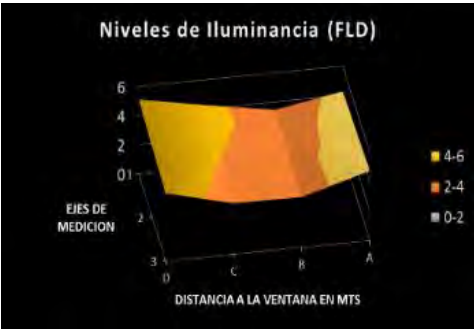 Niveles de Iluminancia (FLD)
6
4
2
0
1
2
3
EJES DE
MEDICION
D
C
B
A
DISTANCIA A LA VENTANA EN MTS
4-6
2-4
0-2